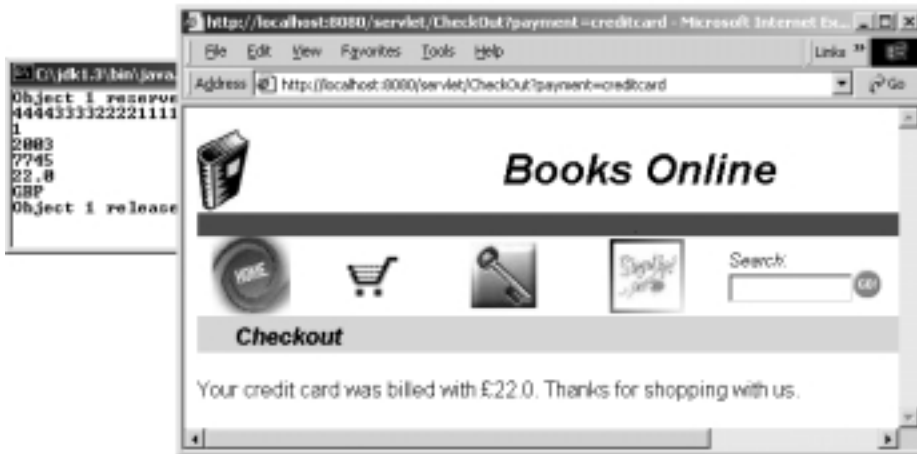 C:\jdk1.3\bin\java.
Object 1 reserve
4444333322221111
1
2003
7745
22.0
GBP
Object 1 release
http://localhost:8080/servlet/CheckOut?payment=creditcard - Microsoft Internet Ex...
File Edit View Favorites Tools Help
Links »
Address http://localhost:8080/servlet/CheckOut?payment=creditcard
Go
Books Online
HOME
Search:
GO!
Checkout
Your credit card was billed with £22.0. Thanks for shopping with us.